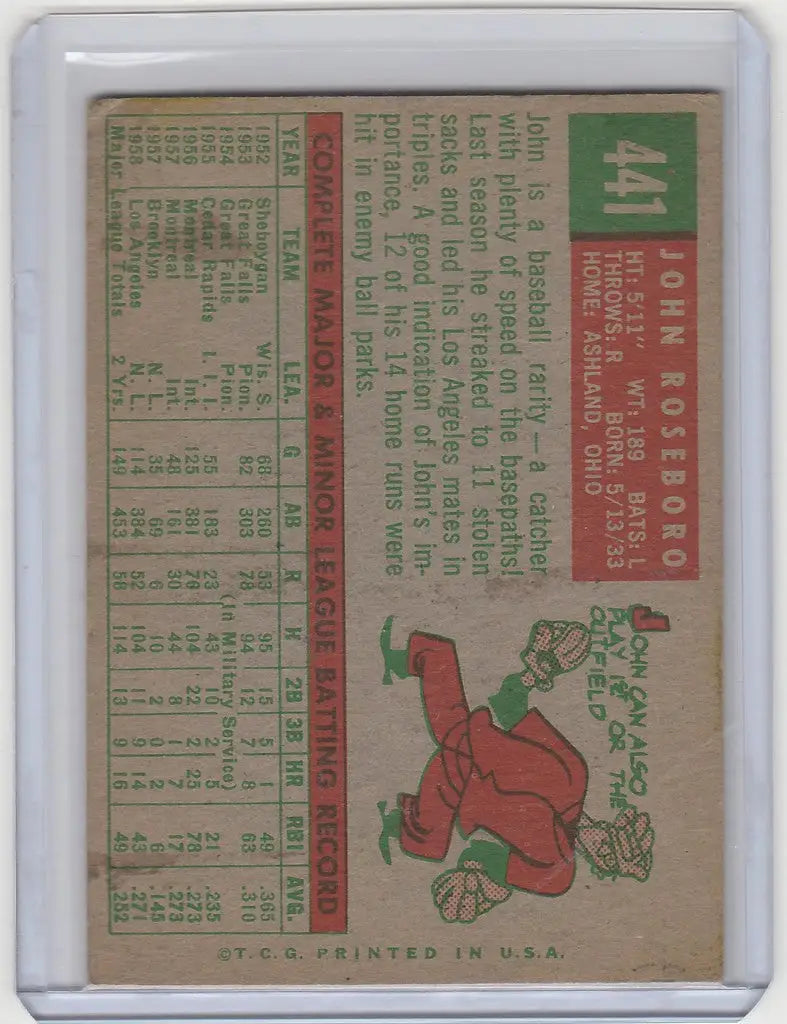 441
JOHN ROSEBORO
HT: 5'11" WT: 189 BATS: L
THROWS: R BORN: 5/13/33
HOME: ASHLAND, OHIO
John is a baseball rarity — a catcher
with plenty of speed on the basepaths!
Last season he streaked to 11 stolen
sacks and led his Los Angeles mates in
triples. A good indication of John's im-
portance, 12 of his 14 home runs were
hit in enemy ball parks.
JOHN CAN ALSO
PLAY 1st OR THE
OUTFIELD
COMPLETE MAJOR & MINOR LEAGUE BATTING RECORD
YEAR TEAM LEA. G AB R H 2B 3B HR RBI AVG.
1952 Sheboygan Wis. S. 68 260 53 95 15 5 1 49 .365
1953 Great Falls Pion. 82 303 78 94 12 7 8 63 .310
1954 Great Falls Pion. (In Military Service)
1955 Cedar Rapids I. I. I. 55 183 23 43 10 2 5 21 .235
1956 Montreal Int. 125 381 76 104 22 2 25 78 .273
1957 Montreal Int. 48 161 30 44 8 1 7 17 .273
1957 Brooklyn N. L. 35 69 6 10 2 0 2 6 .145
1958 Los Angeles N. L. 114 384 52 104 11 9 14 43 .271
Major League Totals 2 Yrs. 149 453 58 114 13 9 16 49 .252
©T.C.G. PRINTED IN U.S.A.